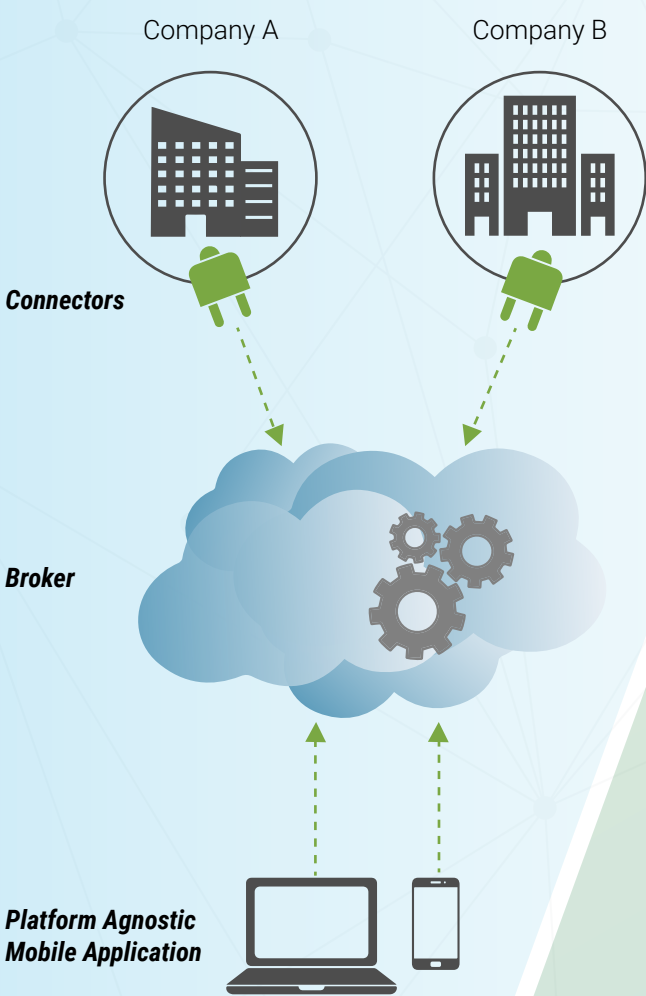 Company A
Company B
Connectors
Broker
Platform Agnostic
Mobile Application